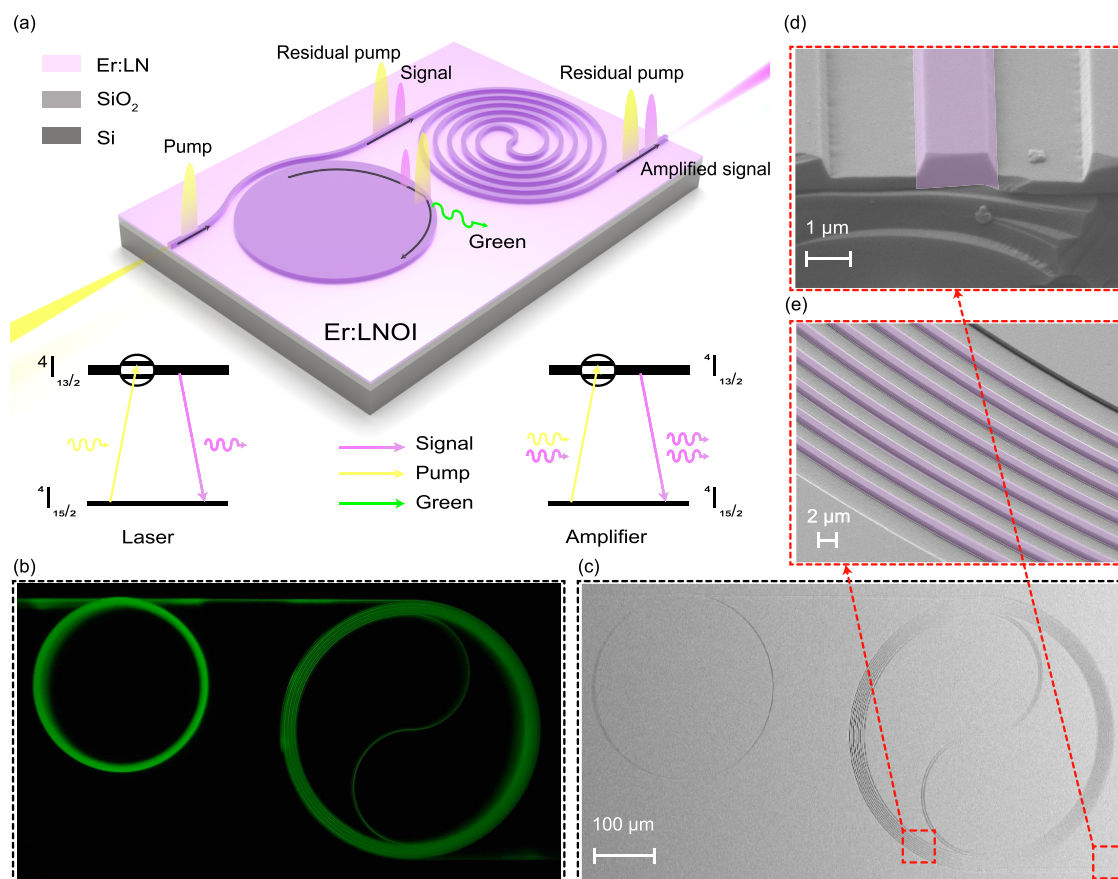 (a)
Er:LN
SiO2
Si
Pump
Residual pump
Signal
Residual pump
Amplified signal
Green
Er:LNOI
4I13/2
4I15/2
Laser
Signal
Pump
Green
4I13/2
4I15/2
Amplifier
(d)
1 μm
(e)
2 μm
(b)
(c)
100 μm